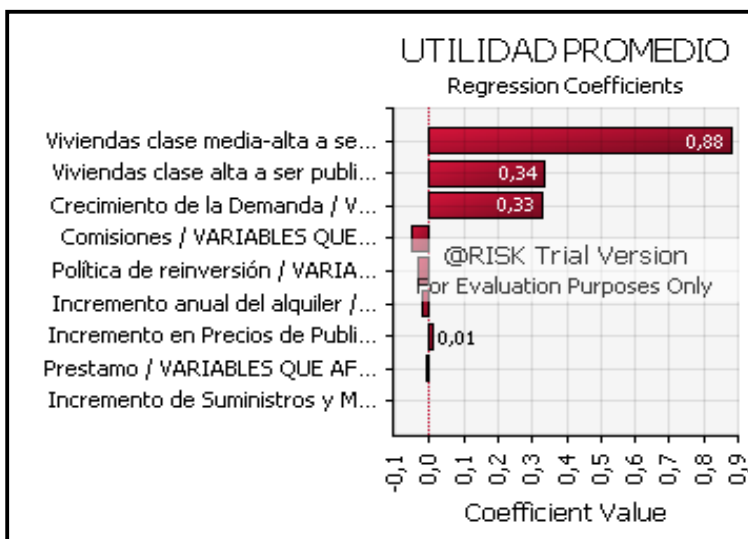 UTILIDAD PROMEDIO
Regression Coefficients
Viviendas clase media-alta a se...
0,88
Viviendas clase alta a ser publi...
0,34
Crecimiento de la Demanda / V...
0,33
Comisiones / VARIABLES QUE...
@RISK Trial Version
Política de reinversión / VARIA...
For Evaluation Purposes Only
Incremento anual del alquiler /...
Incremento en Precios de Publi...
0,01
Prestamo / VARIABLES QUE AF...
Incremento de Suministros y M...
-0,1
0,0
0,1
0,2
0,3
0,4
0,5
0,6
0,7
0,8
0,9
Coefficient Value